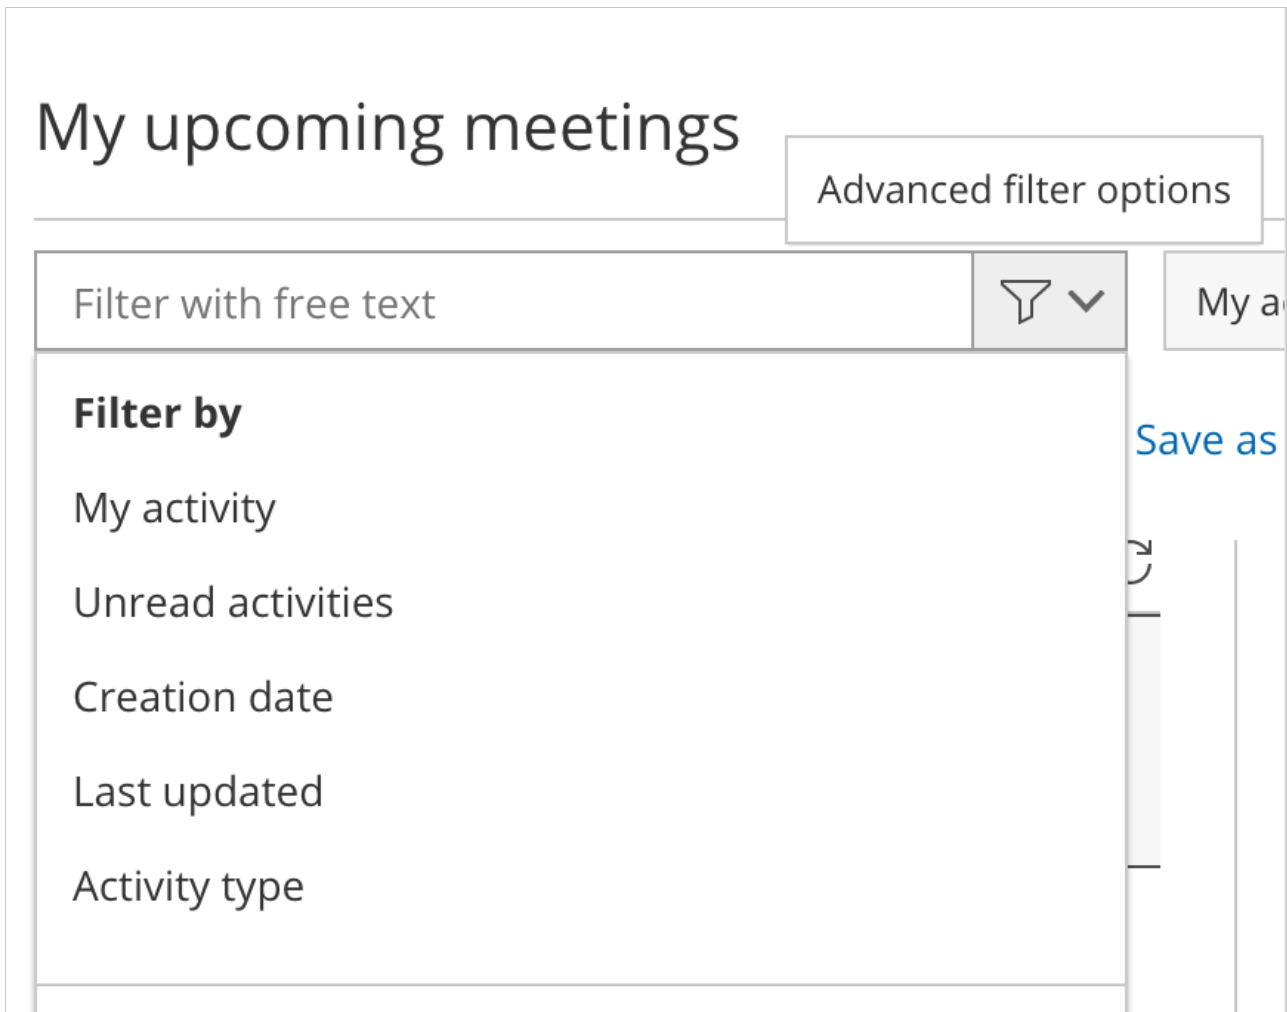 My upcoming meetings
Advanced filter options
Filter with free text
My a
Filter by
Save as
My activity
Unread activities
Creation date
Last updated
Activity type